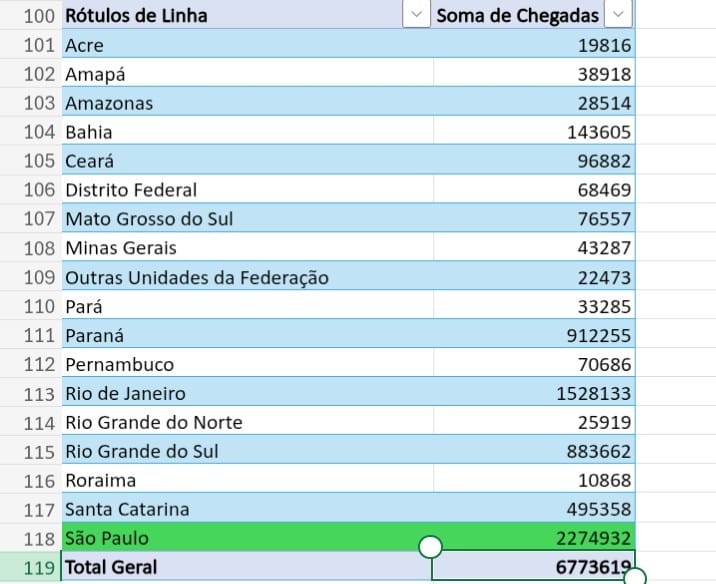 100 Rótulos de Linha Soma de Chegadas
101 Acre 19816
102 Amapá 38918
103 Amazonas 28514
104 Bahia 143605
105 Ceará 96882
106 Distrito Federal 68469
107 Mato Grosso do Sul 76557
108 Minas Gerais 43287
109 Outras Unidades da Federação 22473
110 Pará 33285
111 Paraná 912255
112 Pernambuco 70686
113 Rio de Janeiro 1528133
114 Rio Grande do Norte 25919
115 Rio Grande do Sul 883662
116 Roraima 10868
117 Santa Catarina 495358
118 São Paulo 2274932
119 Total Geral 6773619